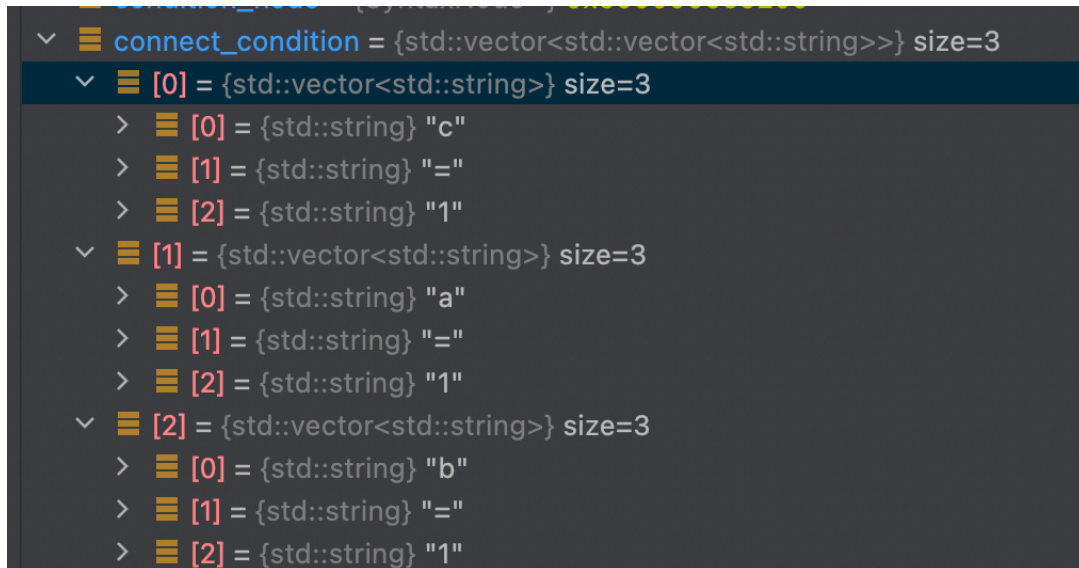 connect_condition = {std::vector<std::vector<std::string>>} size=3
[0] = {std::vector<std::string>} size=3
[0] = {std::string} "c"
[1] = {std::string} "="
[2] = {std::string} "1"
[1] = {std::vector<std::string>} size=3
[0] = {std::string} "a"
[1] = {std::string} "="
[2] = {std::string} "1"
[2] = {std::vector<std::string>} size=3
[0] = {std::string} "b"
[1] = {std::string} "="
[2] = {std::string} "1"